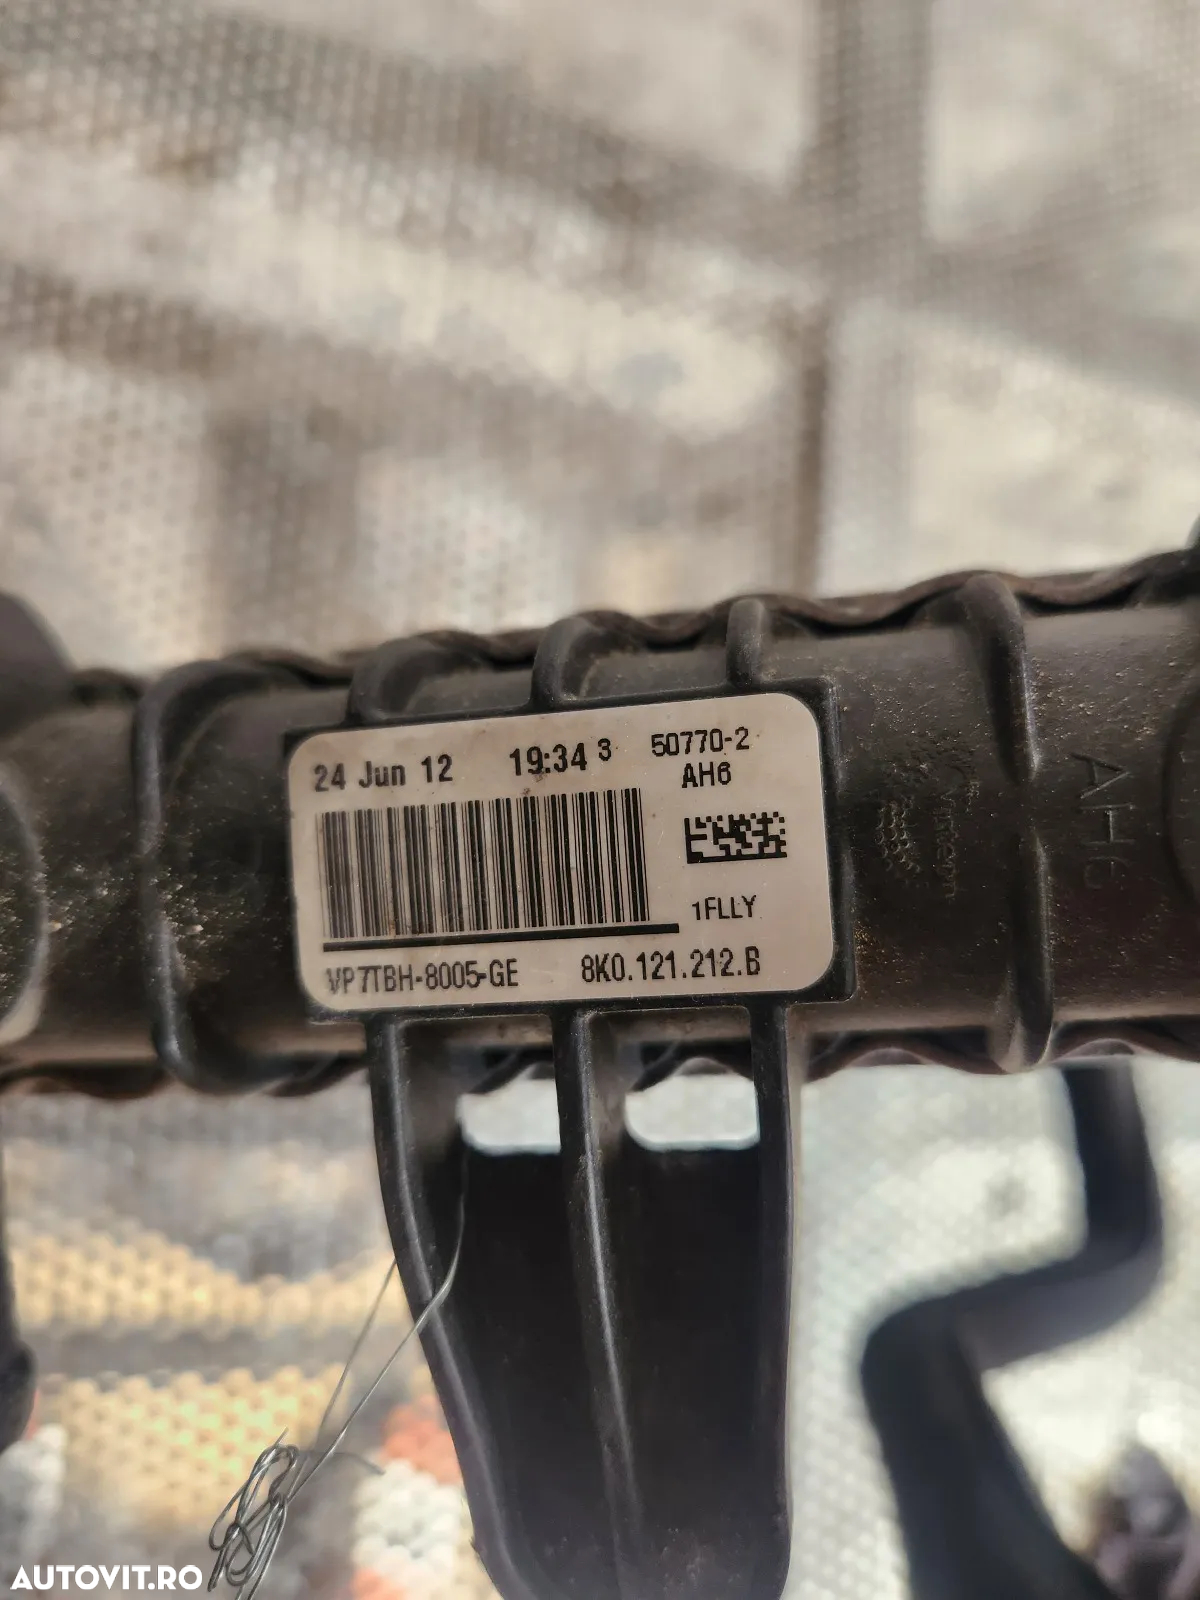 24 Jun 12 19:34 3 50770-2
AH6
1FLLY
VP7TBH-8005-GE 8K0.121.212.B
AH6
AUTOVIT.RO